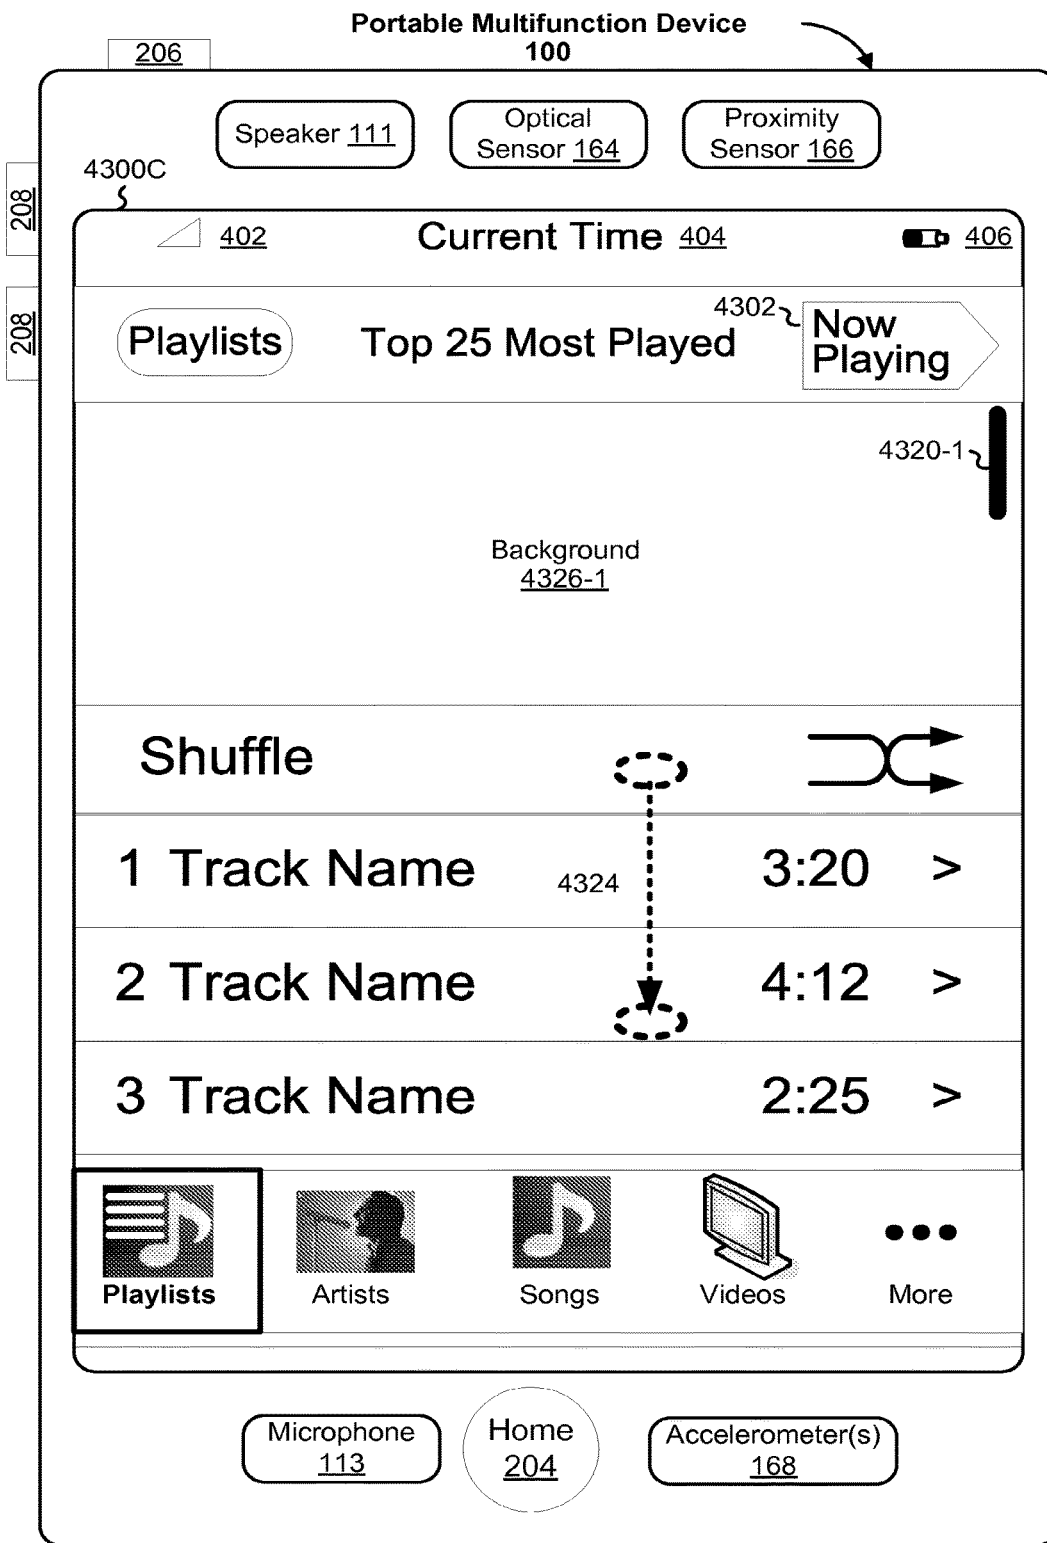 Portable Multifunction Device
100
206
Speaker 111
Optical
Sensor 164
Proximity
Sensor 166
4300C
208
208
402
Current Time 404
406
Playlists
Top 25 Most Played
4302
Now
Playing
4320-1
Background
4326-1
Shuffle
1 Track Name
3:20 >
4324
2 Track Name
4:12 >
3 Track Name
2:25 >
Playlists
Artists
Songs
Videos
More
Microphone
113
Home
204
Accelerometer(s)
168